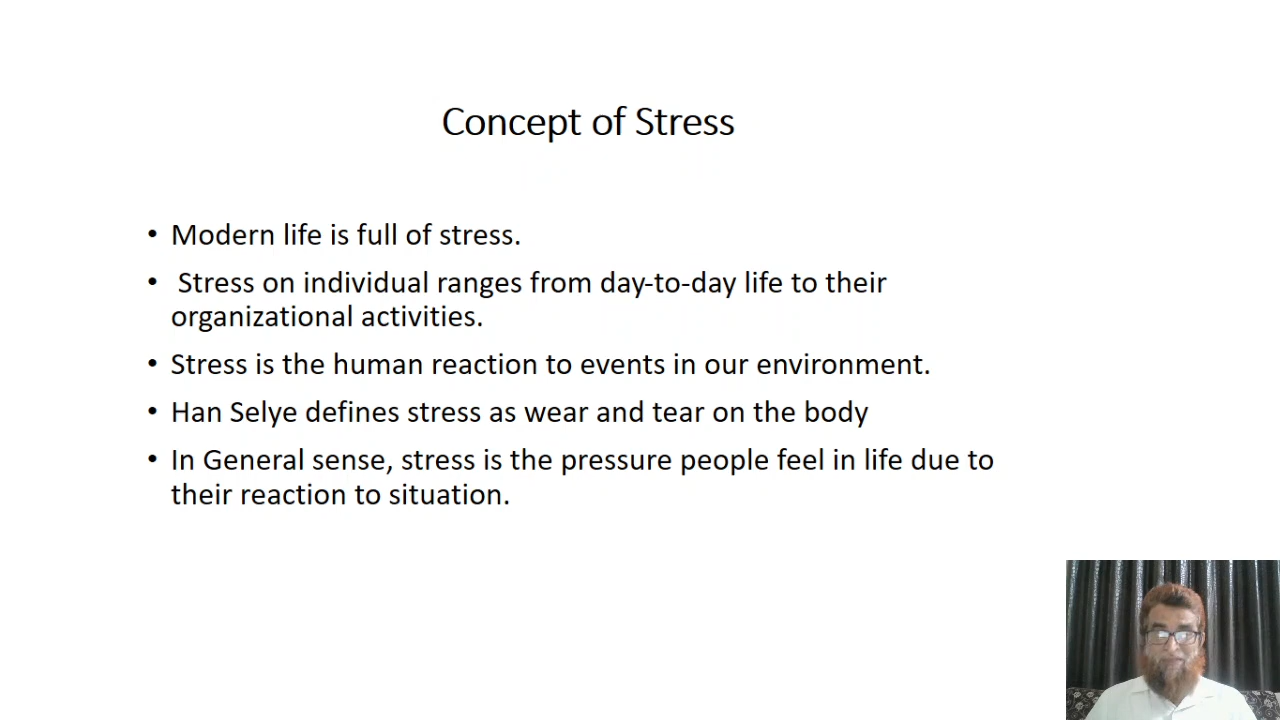 Concept of Stress
• Modern life is full of stress.
• Stress on individual ranges from day-to-day life to their
organizational activities.
• Stress is the human reaction to events in our environment.
• Han Selye defines stress as wear and tear on the body
• In General sense, stress is the pressure people feel in life due to
their reaction to situation.